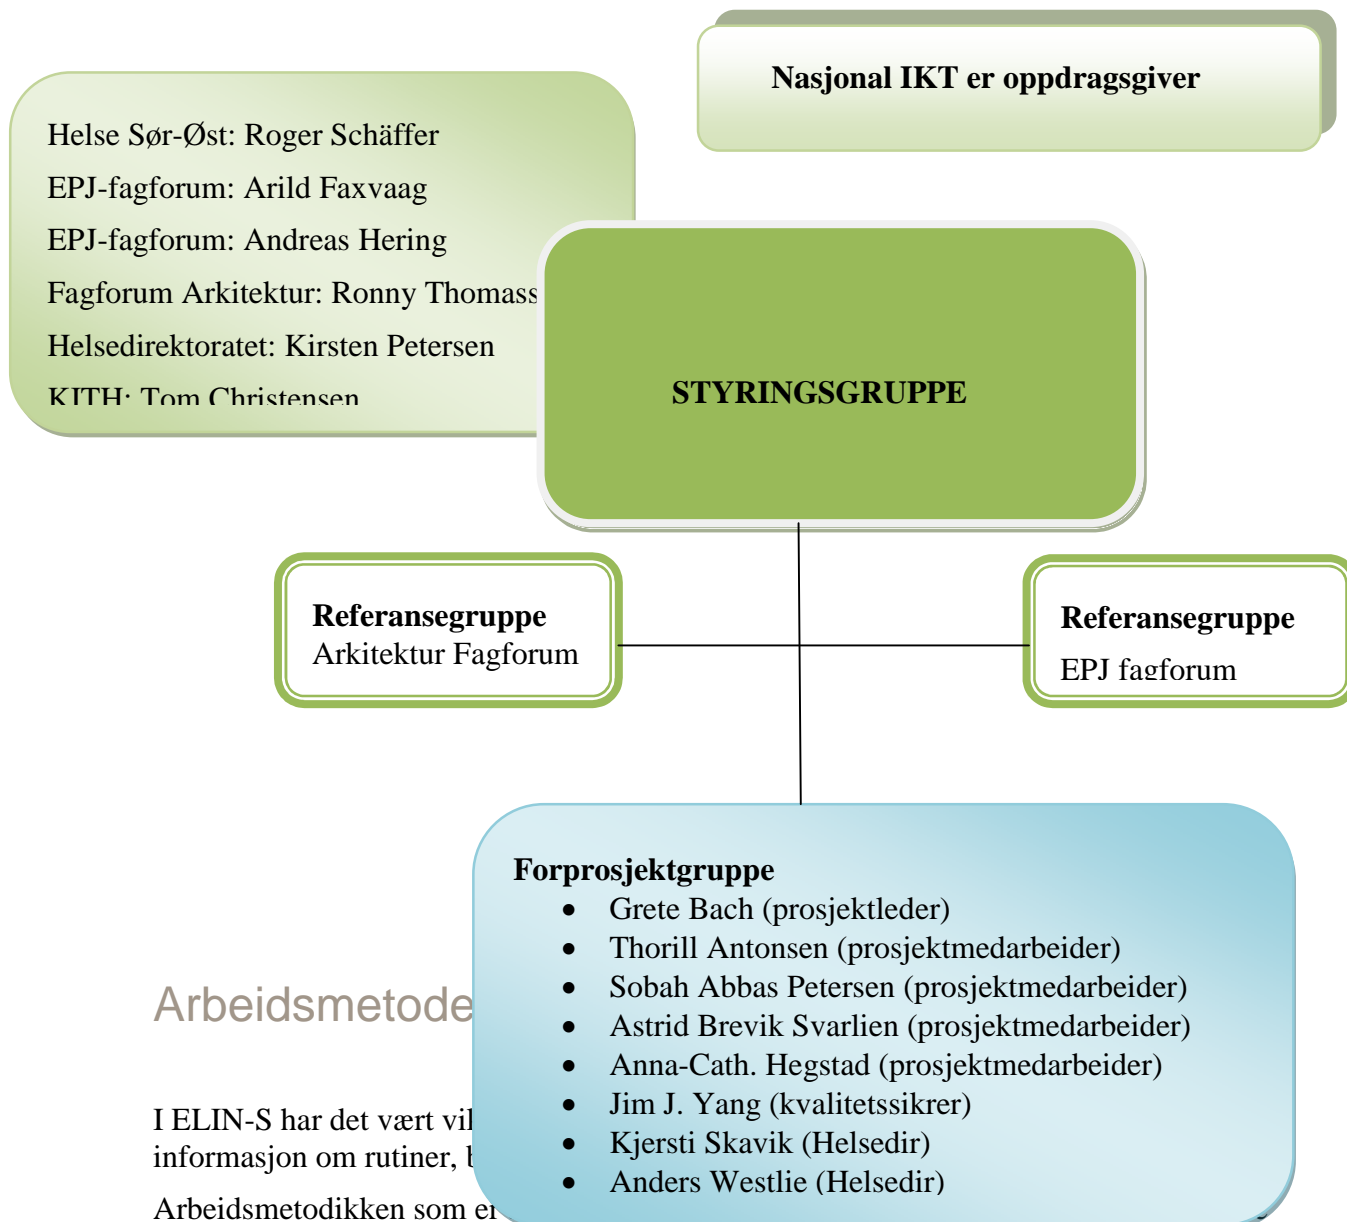 Nasjonal IKT er oppdragsgiver
Helse Sør-Øst: Roger Schäffer
EPJ-fagforum: Arild Faxvaag
EPJ-fagforum: Andreas Hering
Fagforum Arkitektur: Ronny Thomass
Helsedirektoratet: Kirsten Petersen
KITH: Tom Christensen
STYRINGSGRUPPE
Referansegruppe
Arkitektur Fagforum
Referansegruppe
EPJ fagforum
Forprosjektgruppe
• Grete Bach (prosjektleder)
• Thorill Antonsen (prosjektmedarbeider)
• Sobah Abbas Petersen (prosjektmedarbeider)
• Astrid Brevik Svarlien (prosjektmedarbeider)
• Anna-Cath. Hegstad (prosjektmedarbeider)
• Jim J. Yang (kvalitetssikrer)
• Kjersti Skavik (Helsedir)
• Anders Westlie (Helsedir)
Arbeidsmetode
I ELIN-S har det vært
informasjon om rutiner,
Arbeidsmetodikken som er